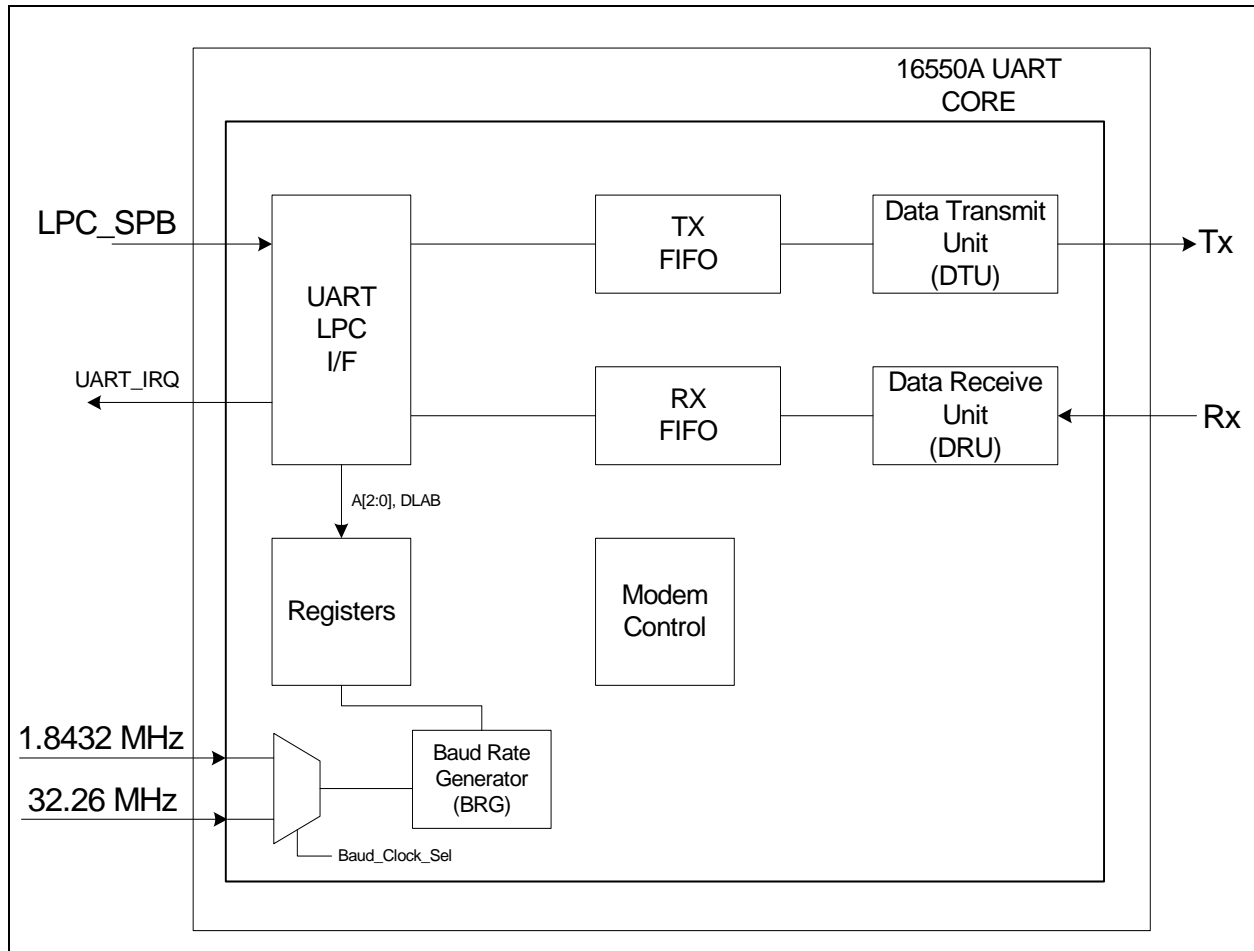 16550A UART
CORE
LPC_SPB
UART_IRQ
UART
LPC
I/F
TX
FIFO
Data Transmit
Unit
(DTU)
Tx
RX
FIFO
Data Receive
Unit
(DRU)
Rx
A[2:0], DLAB
Registers
Modem
Control
1.8432 MHz
32.26 MHz
Baud Rate
Generator
(BRG)
Baud_Clock_Sel